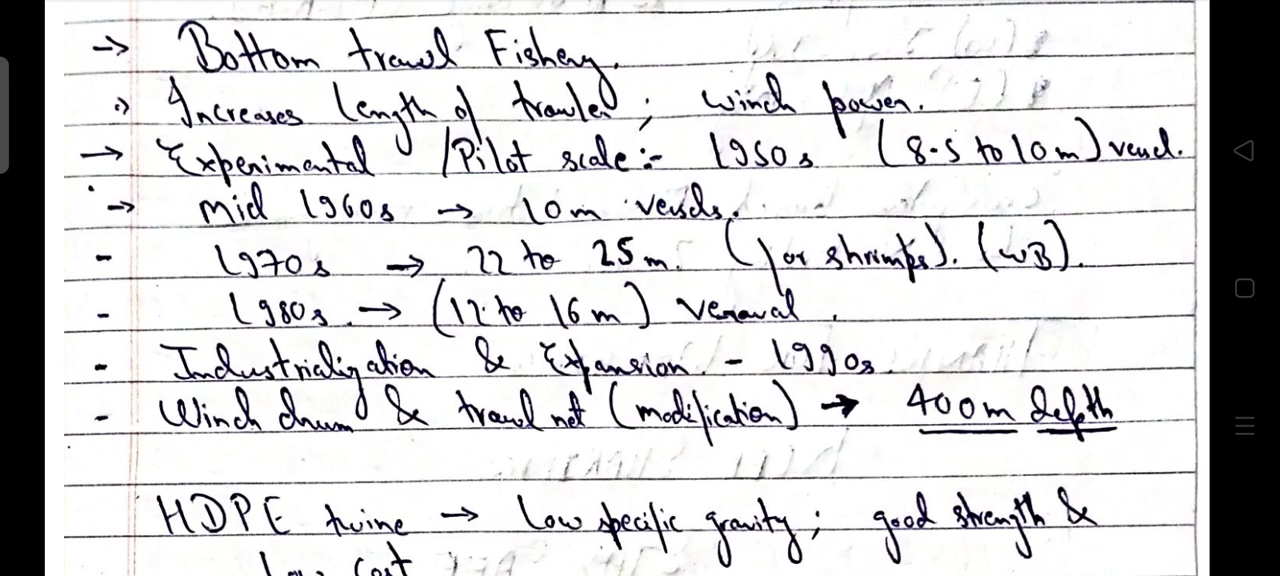 → Bottom trawl Fishery.
:) Increases length of trawler ; winch power.
→ Experimental /Pilot scale :- 1950s (8.5 to 10m) vessel.
→ Mid 1960s → 10m vessels.
- 1970s → 22 to 25m. (for shrimps). (WB).
- 1980s. → (12 to 16m) Veraval.
- Industrialization & Expansion - 1990s
- Winch drum & trawl net (modification) → 400m depth
HDPE twine → Low specific gravity ; good strength &
Low cost